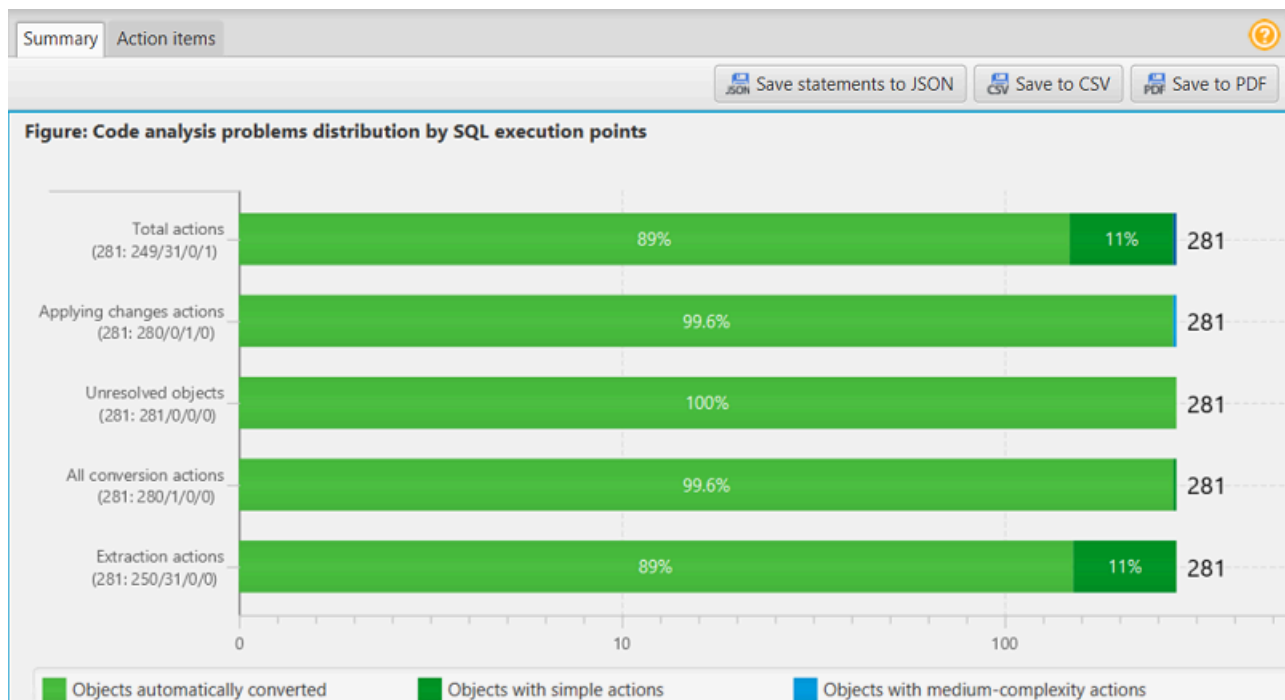 Summary
Action items
?
JSON Save statements to JSON
CSV Save to CSV
PDF Save to PDF
Figure: Code analysis problems distribution by SQL execution points
Total actions
(281: 249/31/0/1)
89%
11%
281
Applying changes actions
(281: 280/0/1/0)
99.6%
281
Unresolved objects
(281: 281/0/0/0)
100%
281
All conversion actions
(281: 280/1/0/0)
99.6%
281
Extraction actions
(281: 250/31/0/0)
89%
11%
281
0
10
100
Objects automatically converted
Objects with simple actions
Objects with medium-complexity actions